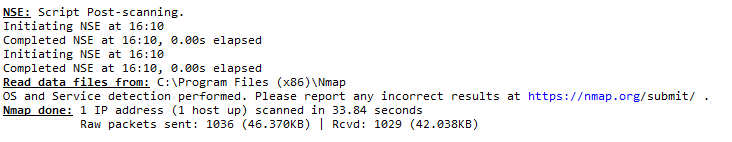 NSE: Script Post-scanning.
Initiating NSE at 16:10
Completed NSE at 16:10, 0.00s elapsed
Initiating NSE at 16:10
Completed NSE at 16:10, 0.00s elapsed
Read data files from: C:\Program Files (x86)\Nmap
OS and Service detection performed. Please report any incorrect results at https://nmap.org/submit/ .
Nmap done: 1 IP address (1 host up) scanned in 33.84 seconds
Raw packets sent: 1036 (46.370KB) | Rcvd: 1029 (42.038KB)